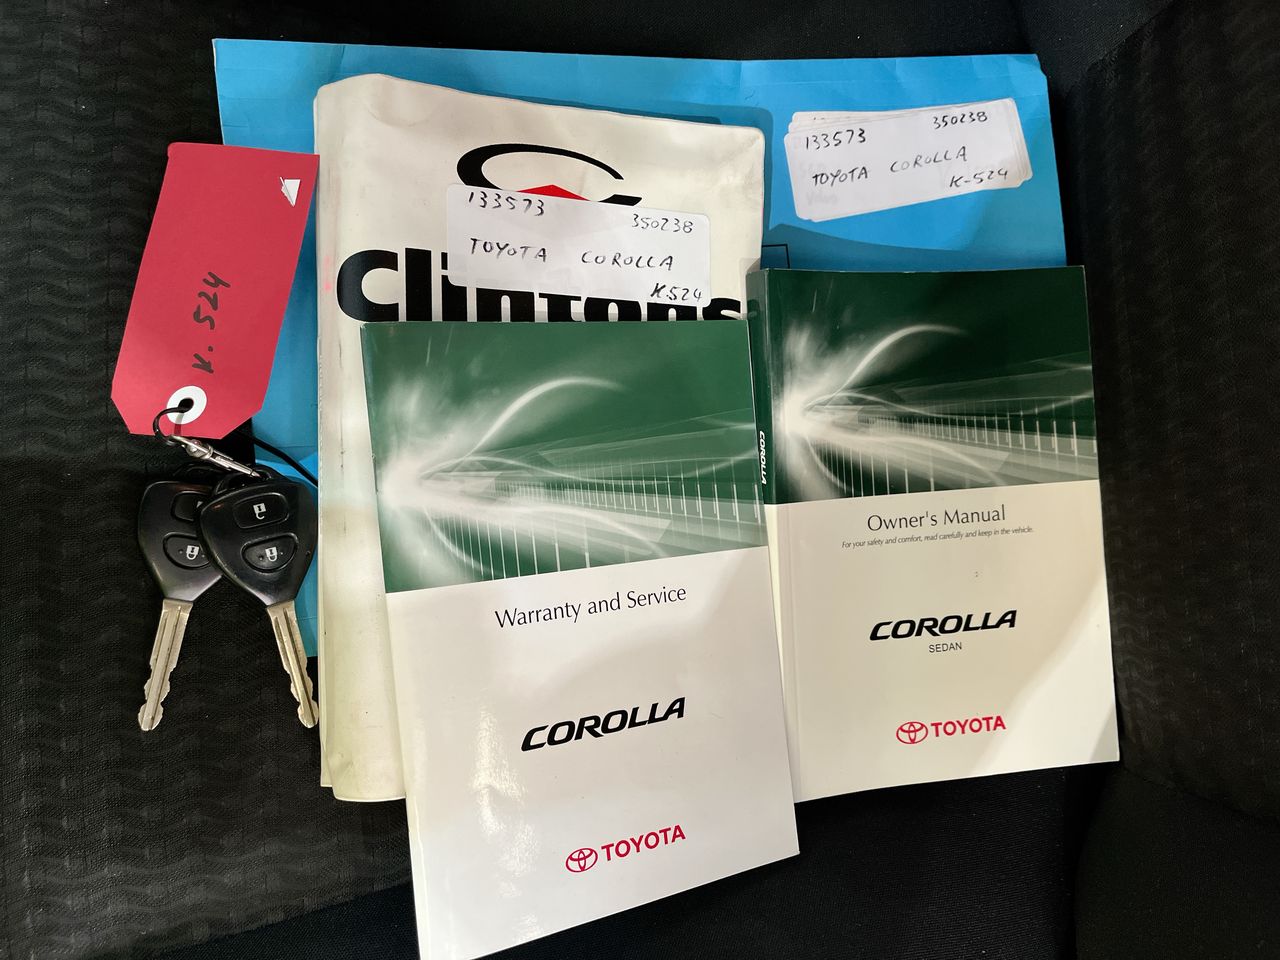 K. 524
133573 350238
TOYOTA COROLLA
K.524
Clintons
133573 350238
TOYOTA COROLLA
K-524
Warranty and Service
COROLLA
TOYOTA
COROLLA
Owner's Manual
For your safety and comfort, read carefully and keep in the vehicle.
COROLLA
SEDAN
TOYOTA